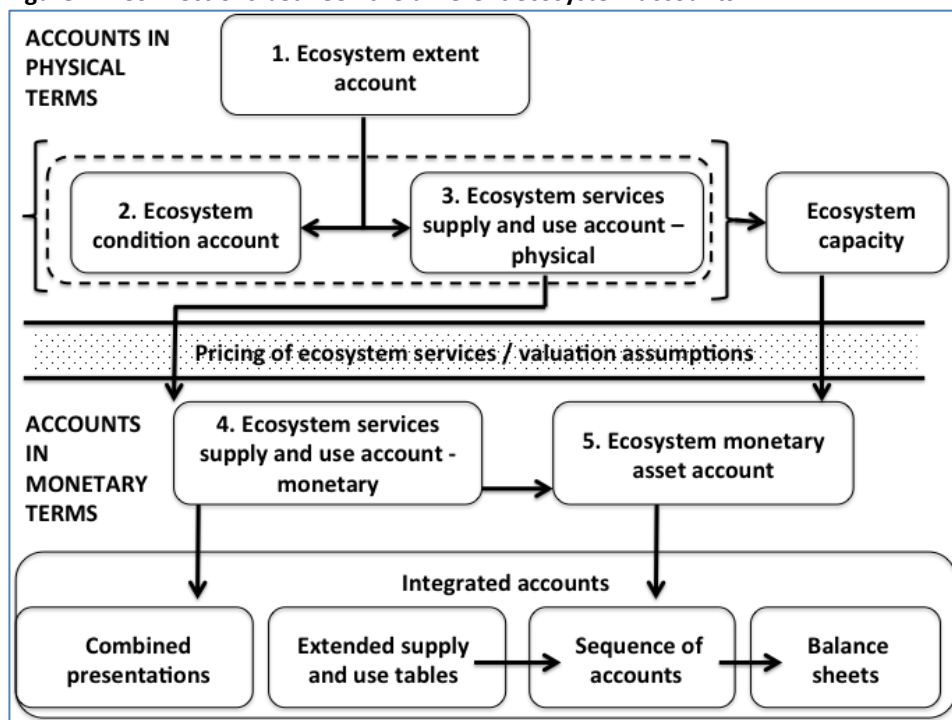 ACCOUNTS IN
PHYSICAL
TERMS
1. Ecosystem extent
account
2. Ecosystem
condition account
3. Ecosystem services
supply and use account –
physical
Ecosystem
capacity
Pricing of ecosystem services / valuation assumptions
ACCOUNTS
IN
MONETARY
TERMS
4. Ecosystem services
supply and use account -
monetary
5. Ecosystem monetary
asset account
Integrated accounts
Combined
presentations
Extended supply
and use tables
Sequence of
accounts
Balance
sheets